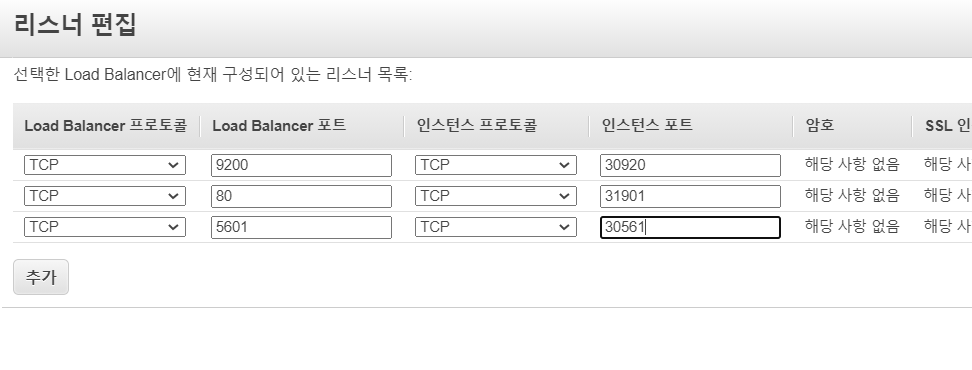 리스너 편집
선택한 Load Balancer에 현재 구성되어 있는 리스너 목록:
Load Balancer 프로토콜 Load Balancer 포트 인스턴스 프로토콜 인스턴스 포트 암호 SSL 인
TCP 9200 TCP 30920 해당 사항 없음 해당 사
TCP 80 TCP 31901 해당 사항 없음 해당 사
TCP 5601 TCP 30561 해당 사항 없음 해당 사
추가